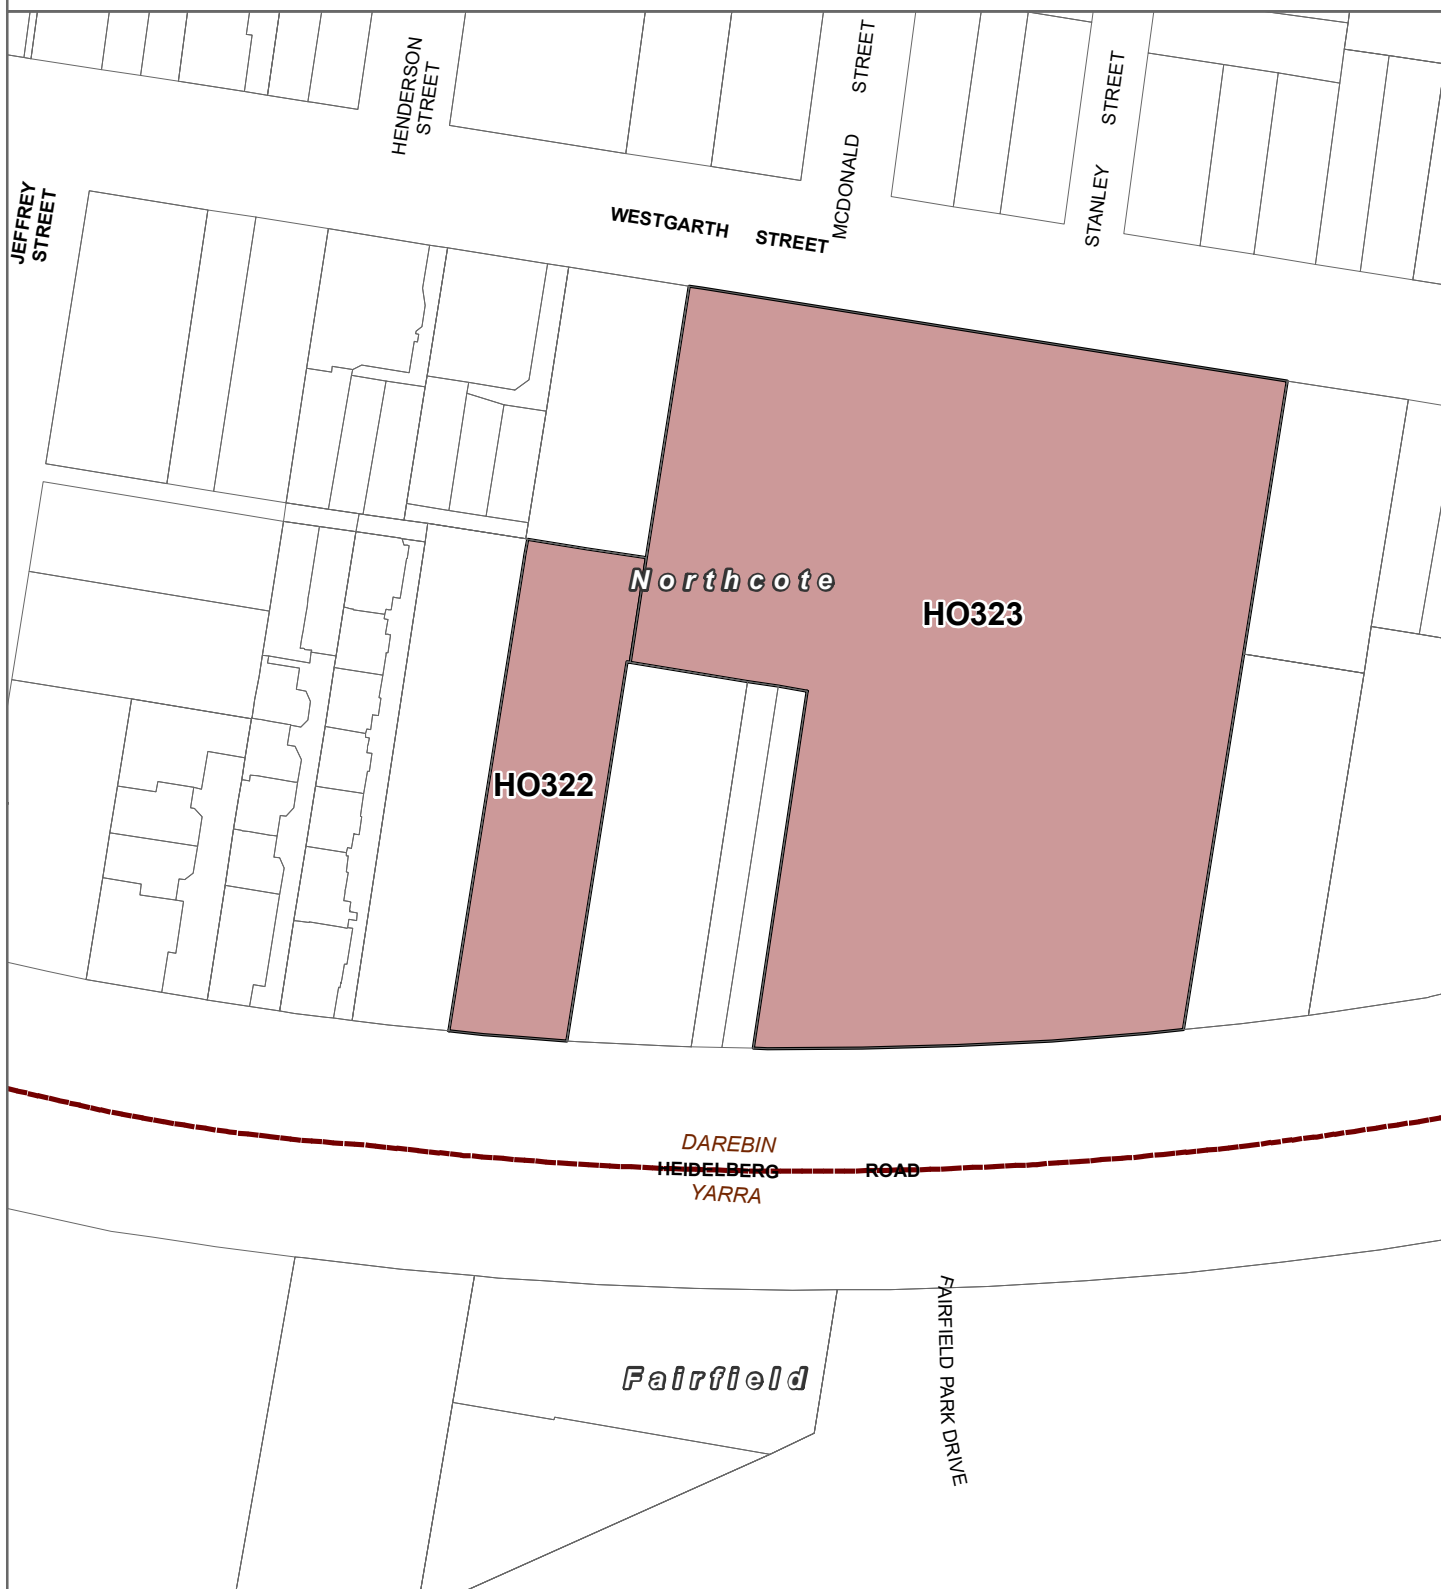 HENDERSON
STREET
MCDONALD STREET
STANLEY STREET
JEFFREY
STREET
WESTGARTH STREET
Northcote
HO323
HO322
DAREBIN
HEIDELBERG ROAD
YARRA
FAIRFIELD PARK DRIVE
Fairfield